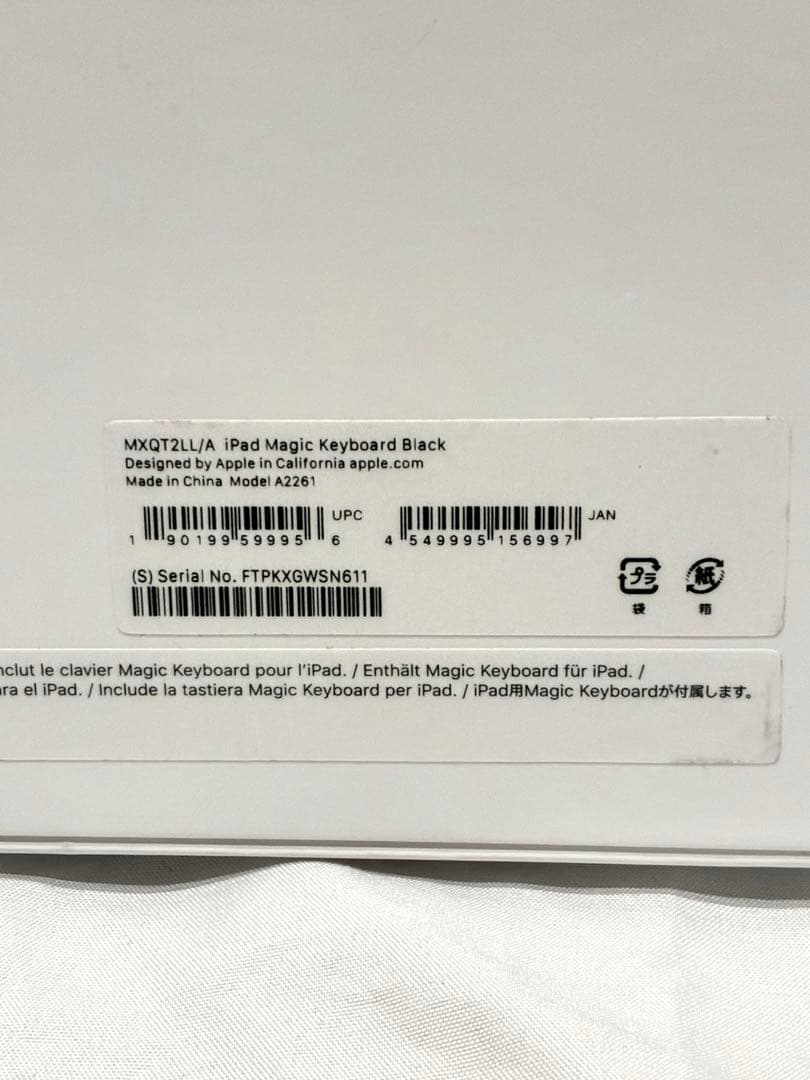 MXQT2LL/A iPad Magic Keyboard Black
Designed by Apple in California apple.com
Made in China Model A2261
UPC
1 90199 59995 6
JAN
4 549995 156997
(S) Serial No. FTPKXGWSN611
プラ
袋
紙
箱
nclut le clavier Magic Keyboard pour l'iPad. / Enthält Magic Keyboard für iPad. /
ra el iPad. / Include la tastiera Magic Keyboard per iPad. / iPad用Magic Keyboardが付属します。